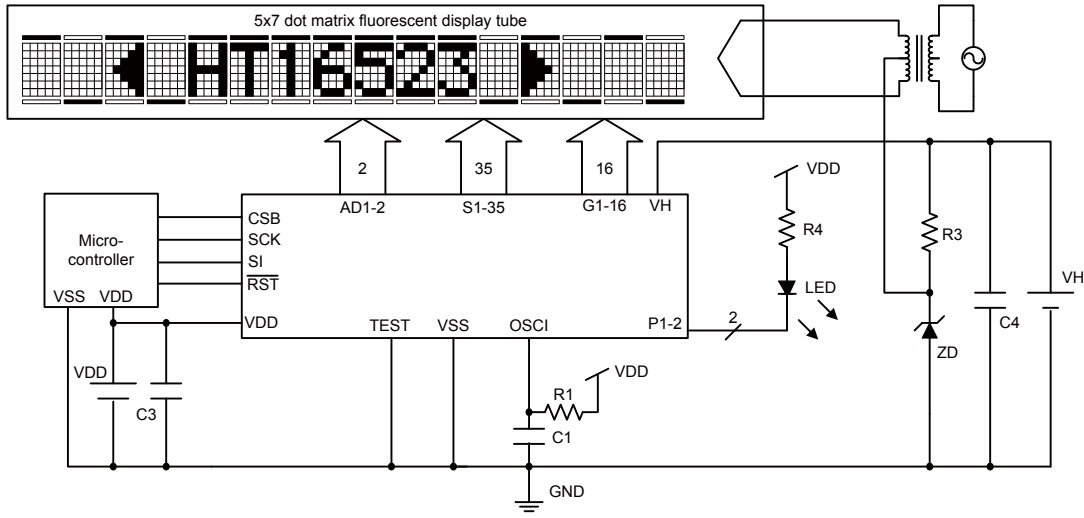 5x7 dot matrix fluorescent display tube
HT16523
2
35
16
VDD
AD1-2
S1-35
G1-16
VH
R4
R3
Micro-
controller
CSB
SCK
SI
RST
VSS
VDD
VDD
TEST
VSS
OSCI
P1-2
2
LED
ZD
C4
VH
VDD
C3
R1
VDD
C1
GND